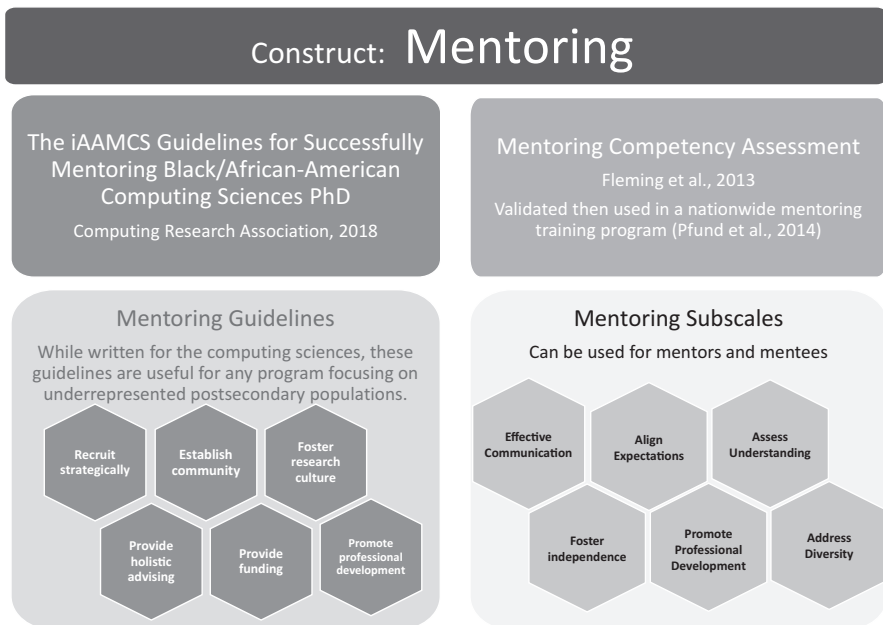 Construct: Mentoring
The iAAMCS Guidelines for Successfully
Mentoring Black/African-American
Computing Sciences PhD
Computing Research Association, 2018
Mentoring Competency Assessment
Fleming et al., 2013
Validated then used in a nationwide mentoring
training program (Pfund et al., 2014)
Mentoring Guidelines
While written for the computing sciences, these
guidelines are useful for any program focusing on
underrepresented postsecondary populations.
Recruit
strategically
Establish
community
Foster
research
culture
Provide
holistic
advising
Provide
funding
Promote
professional
development
Mentoring Subscales
Can be used for mentors and mentees
Effective
Communication
Align
Expectations
Assess
Understanding
Foster
independence
Promote
Professional
Development
Address
Diversity